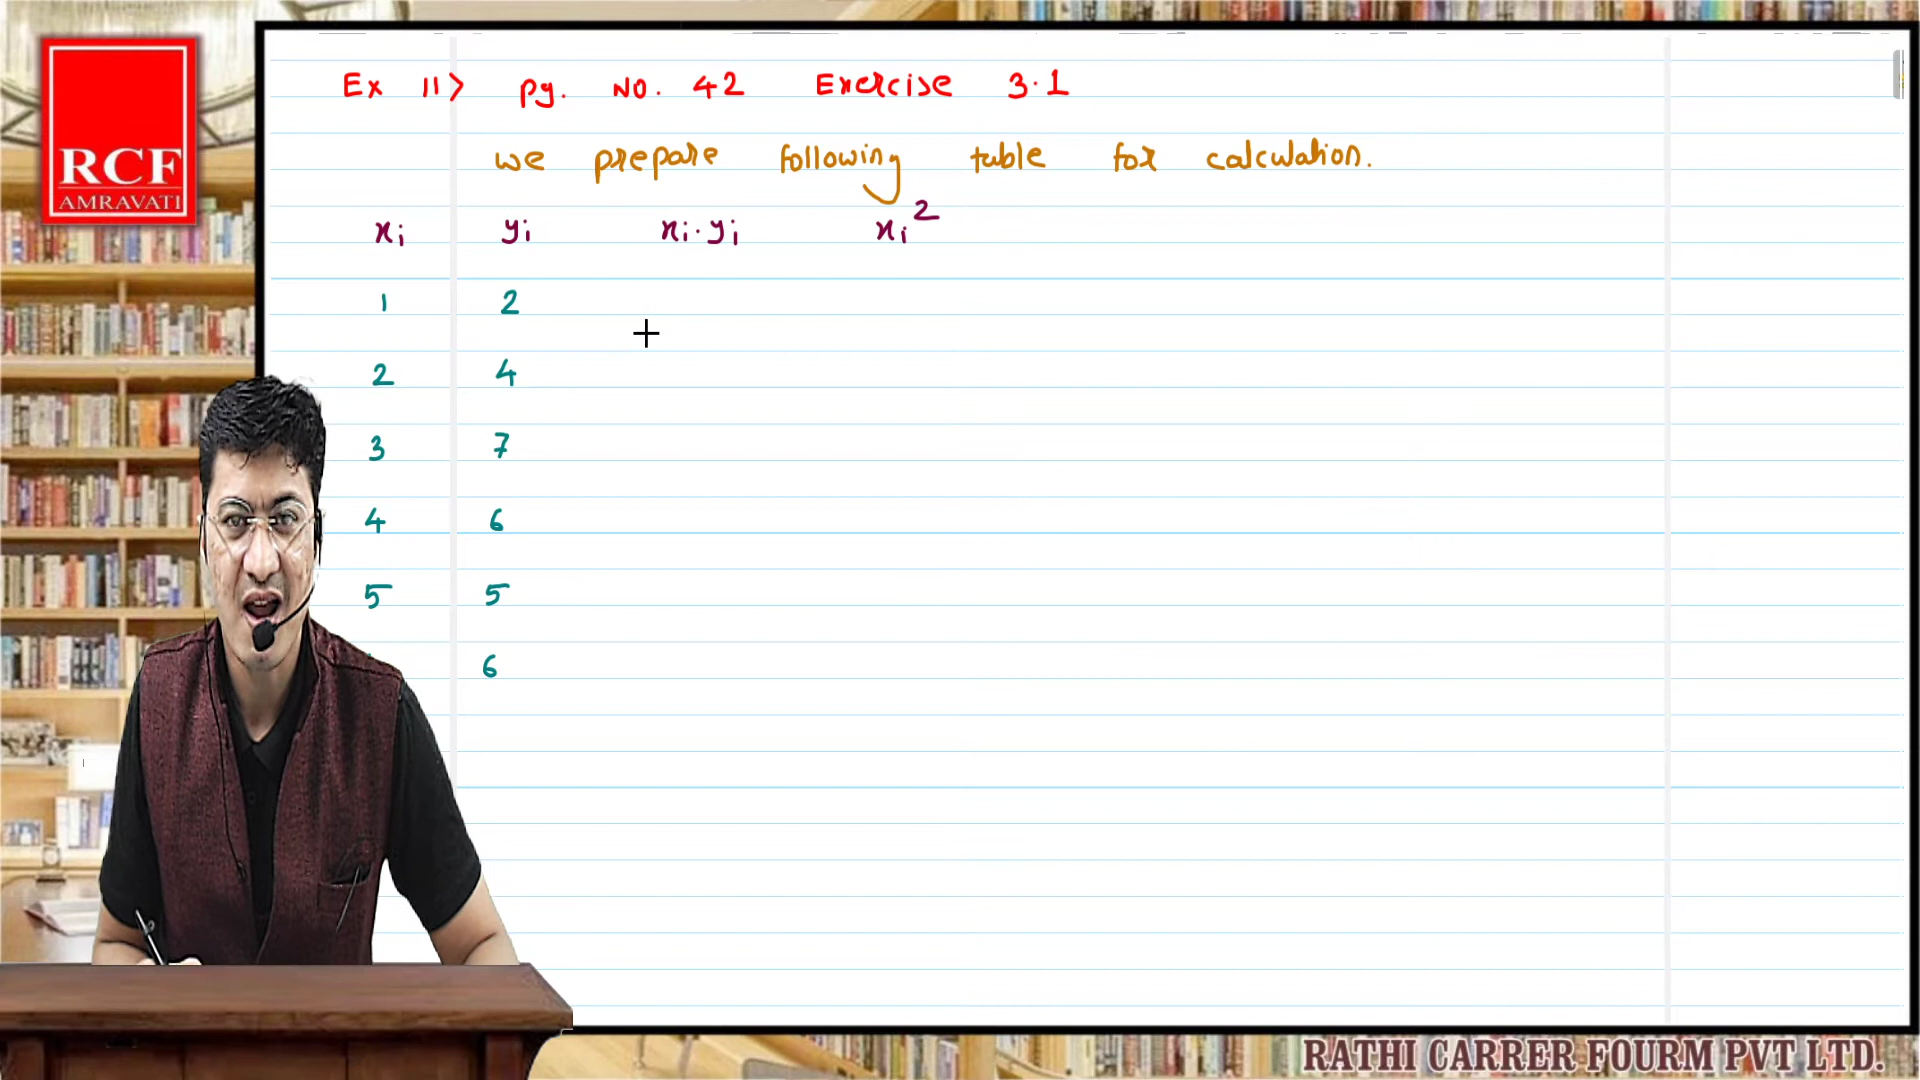 RCF
AMRAVATI
Ex 11> pg. No. 42 Exercise 3.1
we prepare following table for calculation.
xi yi xi.yi xi²
1 2
2 4
3 7
4 6
5 5
6
RATHI CARRER FOURM PVT LTD.